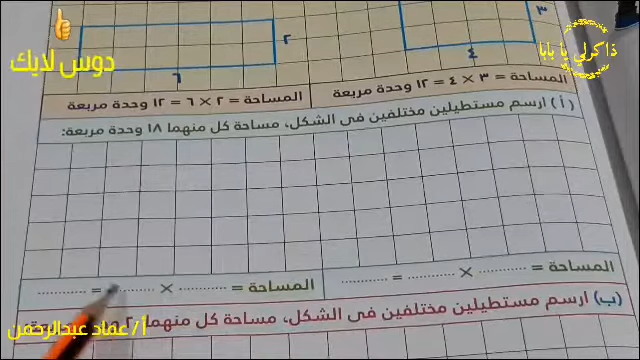 ذاكرلي يا بابا
دوس لايك
٣
٤
٢
٦
المساحة = ٣ × ٤ = ١٢ وحدة مربعة
المساحة = ٢ × ٦ = ١٢ وحدة مربعة
(أ) ارسم مستطيلين مختلفين فى الشكل، مساحة كل منهما ١٨ وحدة مربعة:
المساحة = ........... × ........... = ...........
المساحة = ........... × ........... = ...........
(ب) ارسم مستطيلين مختلفين فى الشكل، مساحة كل منهما
أ/ عماد عبدالرحمن